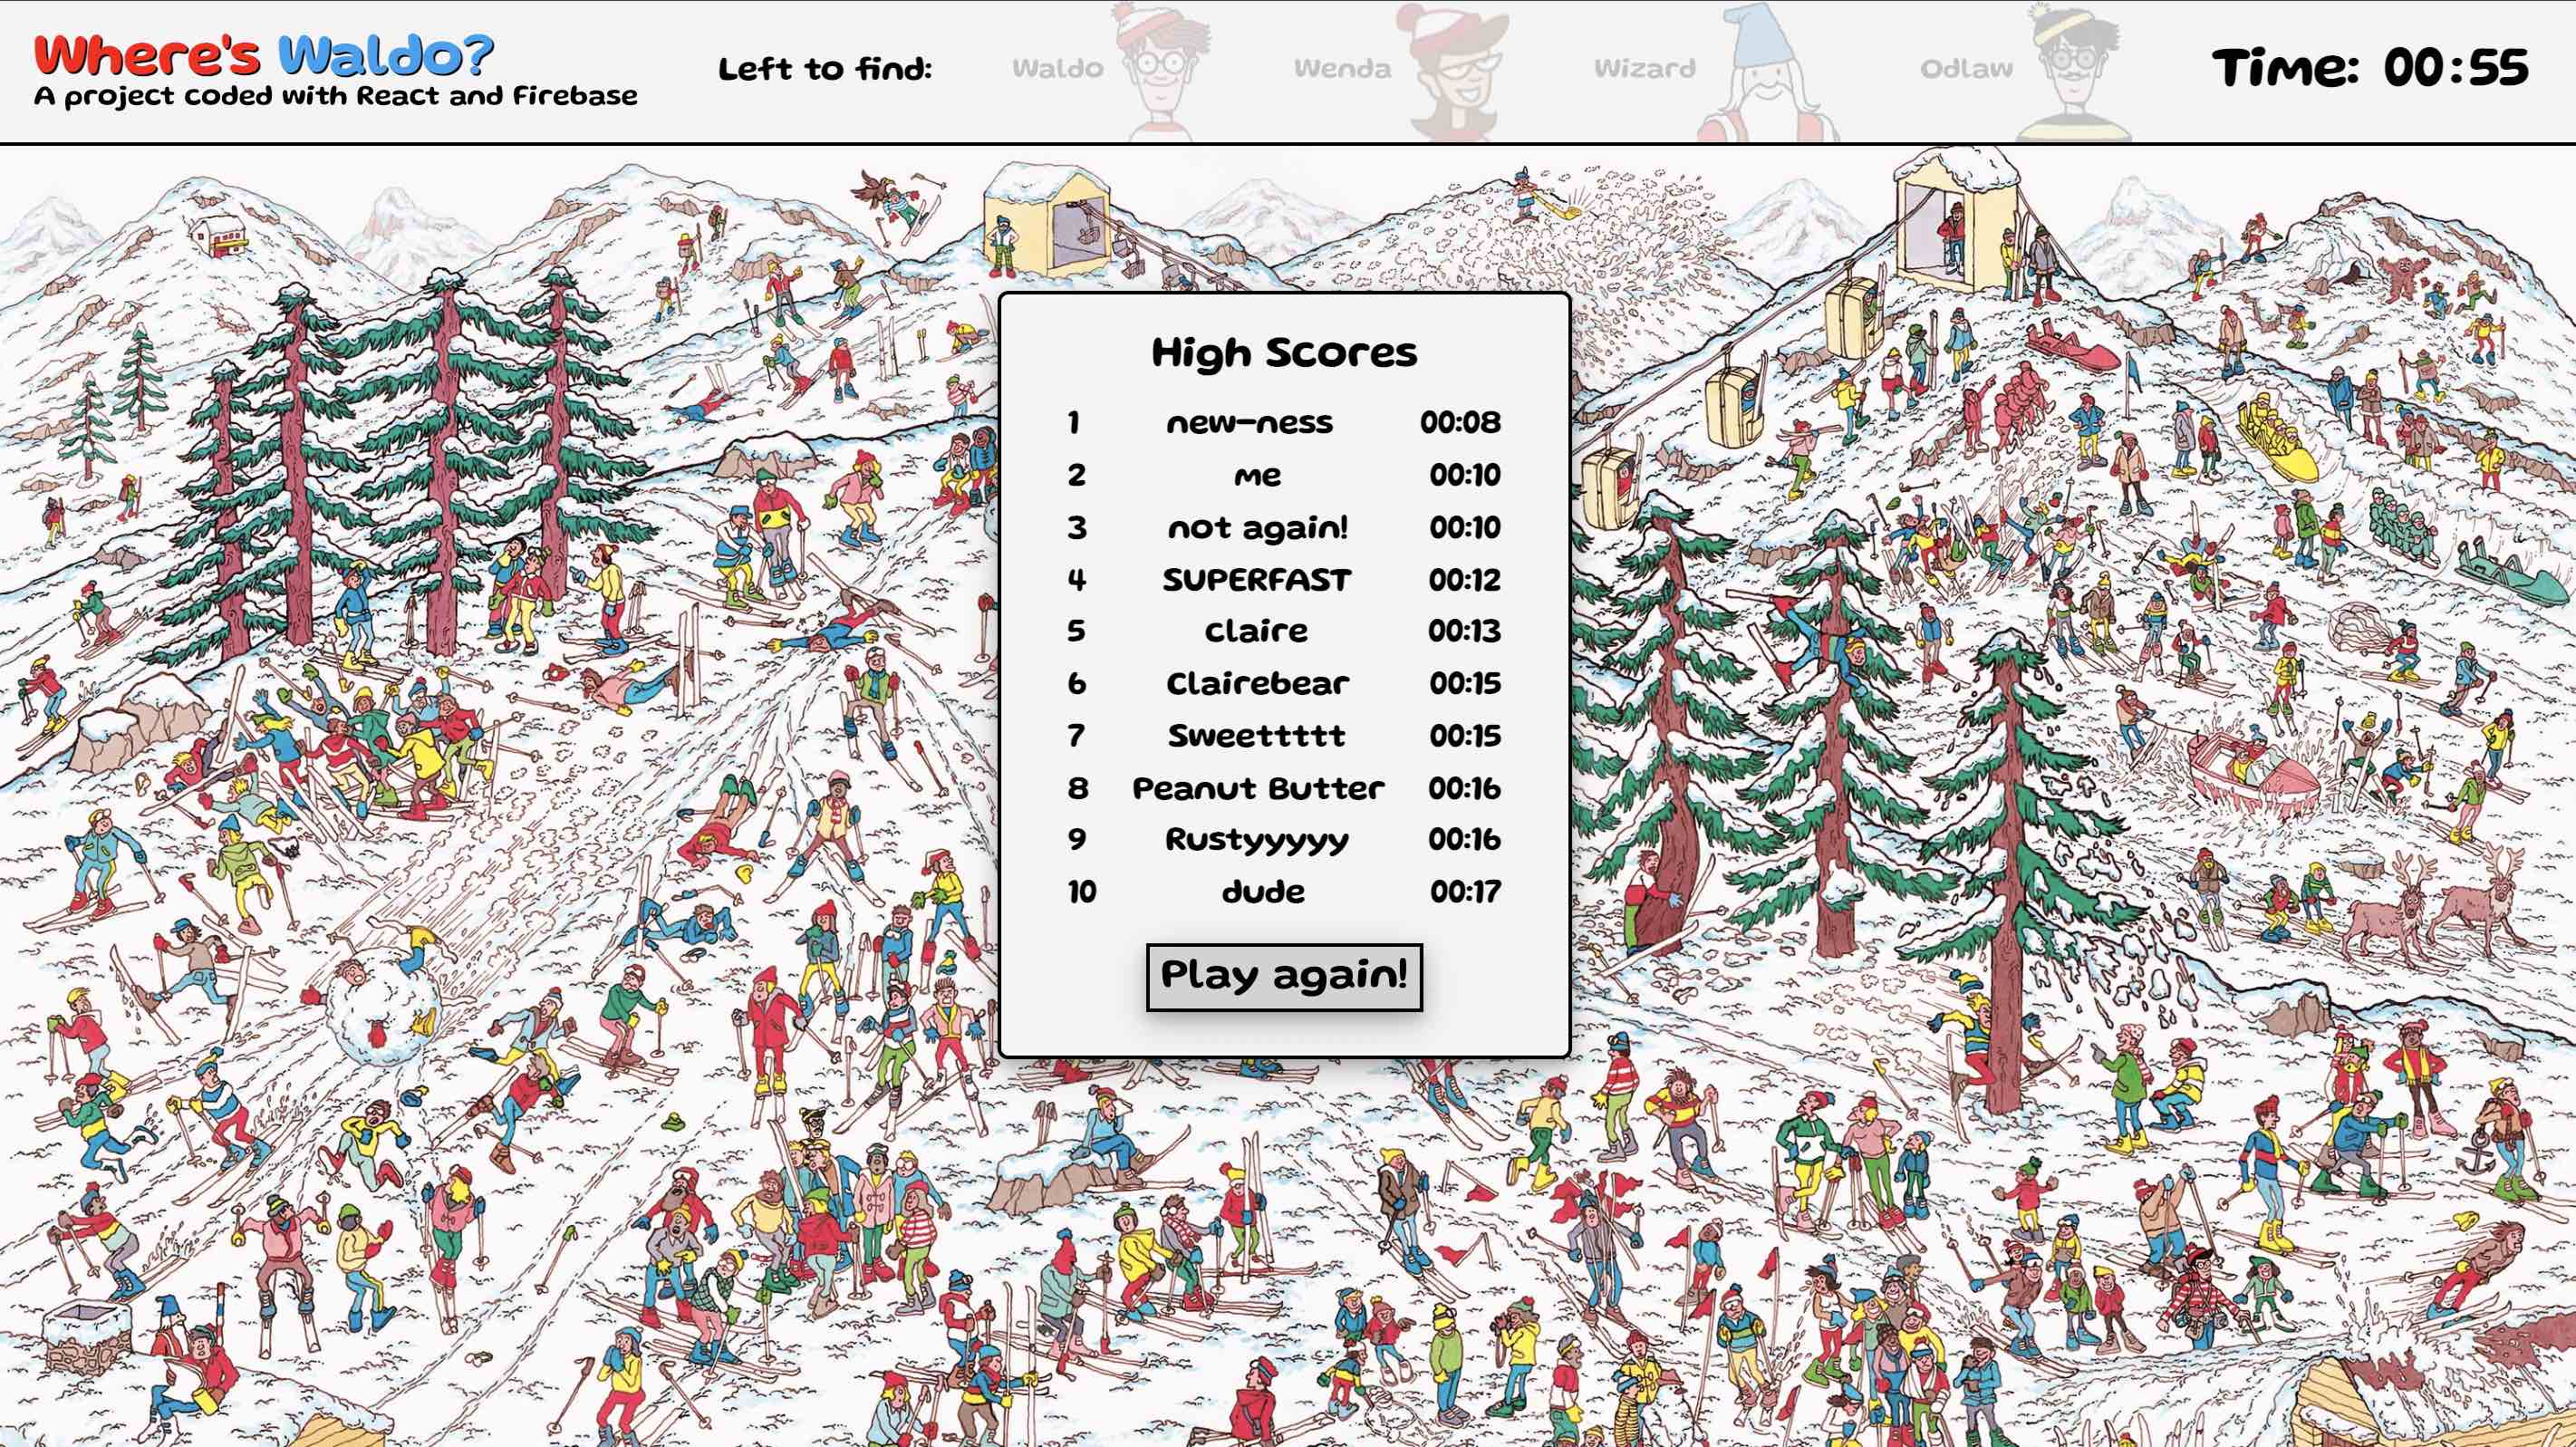 Where's Waldo?
A project coded with React and Firebase
Left to find:
Waldo
Wenda
Wizard
Odlaw
Time: 00:55
High Scores
1 new-ness 00:08
2 me 00:10
3 not again! 00:10
4 SUPERFAST 00:12
5 claire 00:13
6 Clairebear 00:15
7 Sweettttt 00:15
8 Peanut Butter 00:16
9 Rustyyyyy 00:16
10 dude 00:17
Play again!